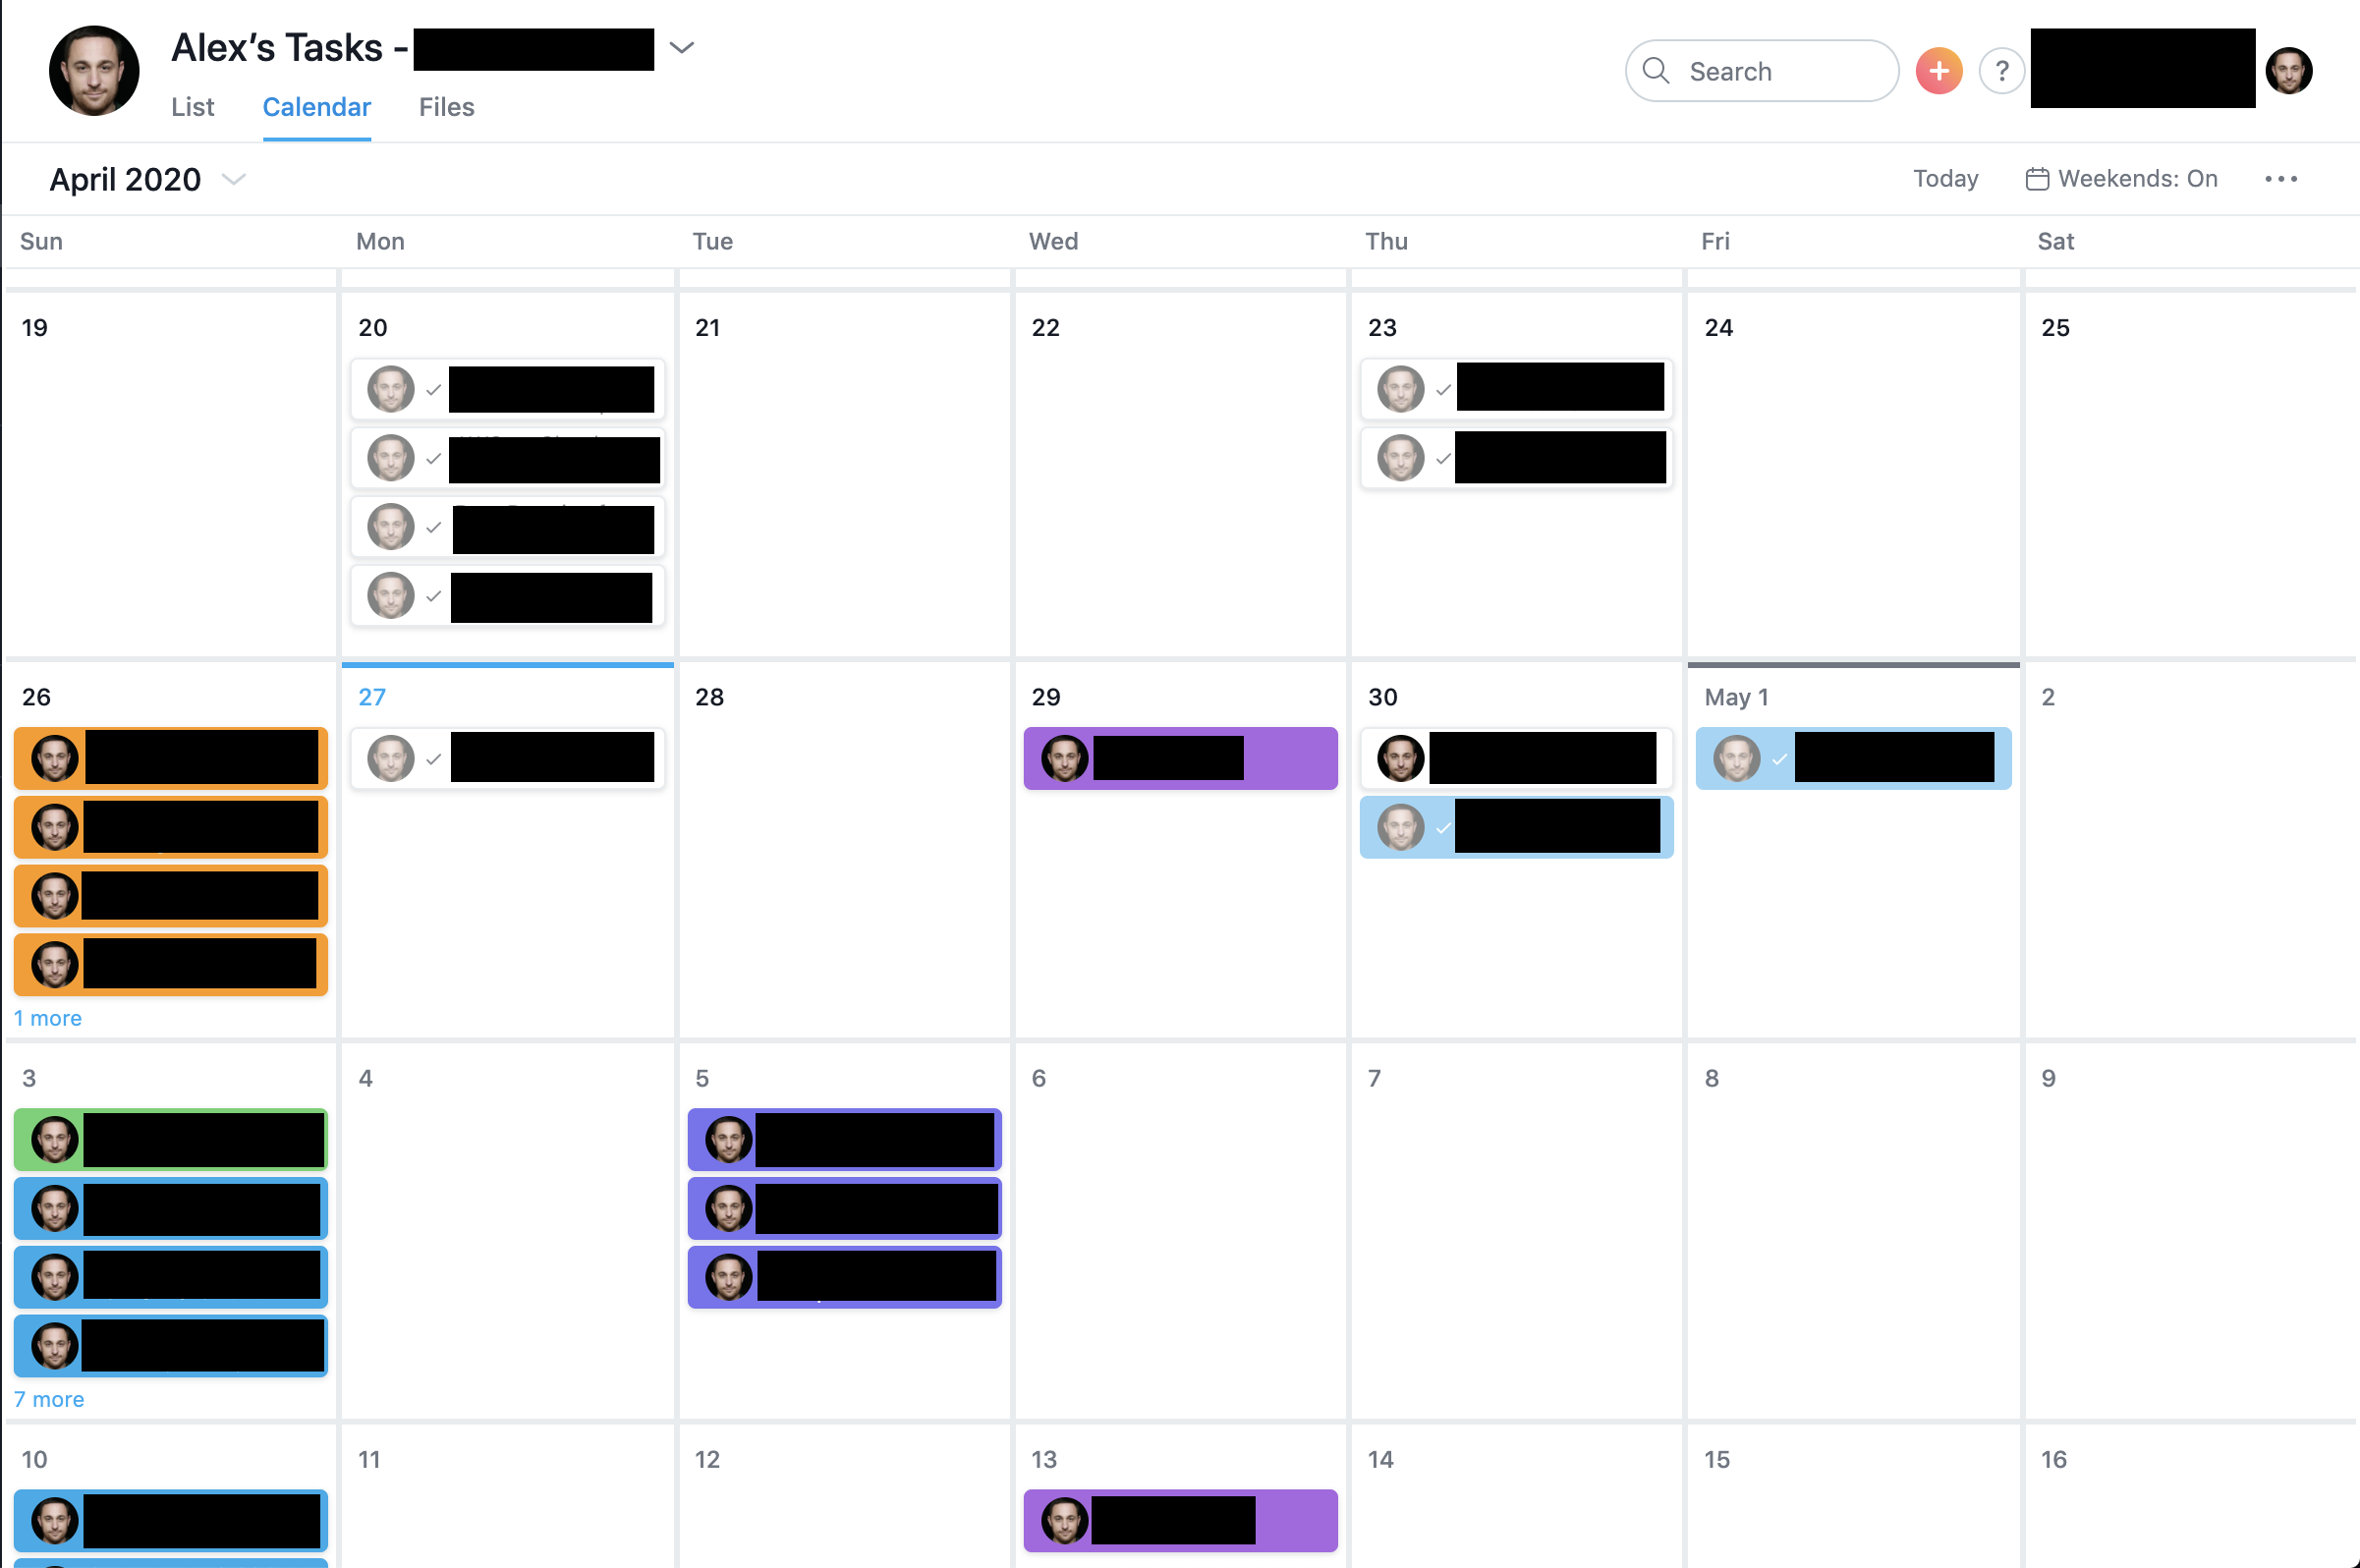 Alex’s Tasks -
Search
?
List Calendar Files
April 2020
Today Weekends: On
Sun Mon Tue Wed Thu Fri Sat
19 20 21 22 23 24 25
26 27 28 29 30 May 1 2
1 more
3 4 5 6 7 8 9
7 more
10 11 12 13 14 15 16